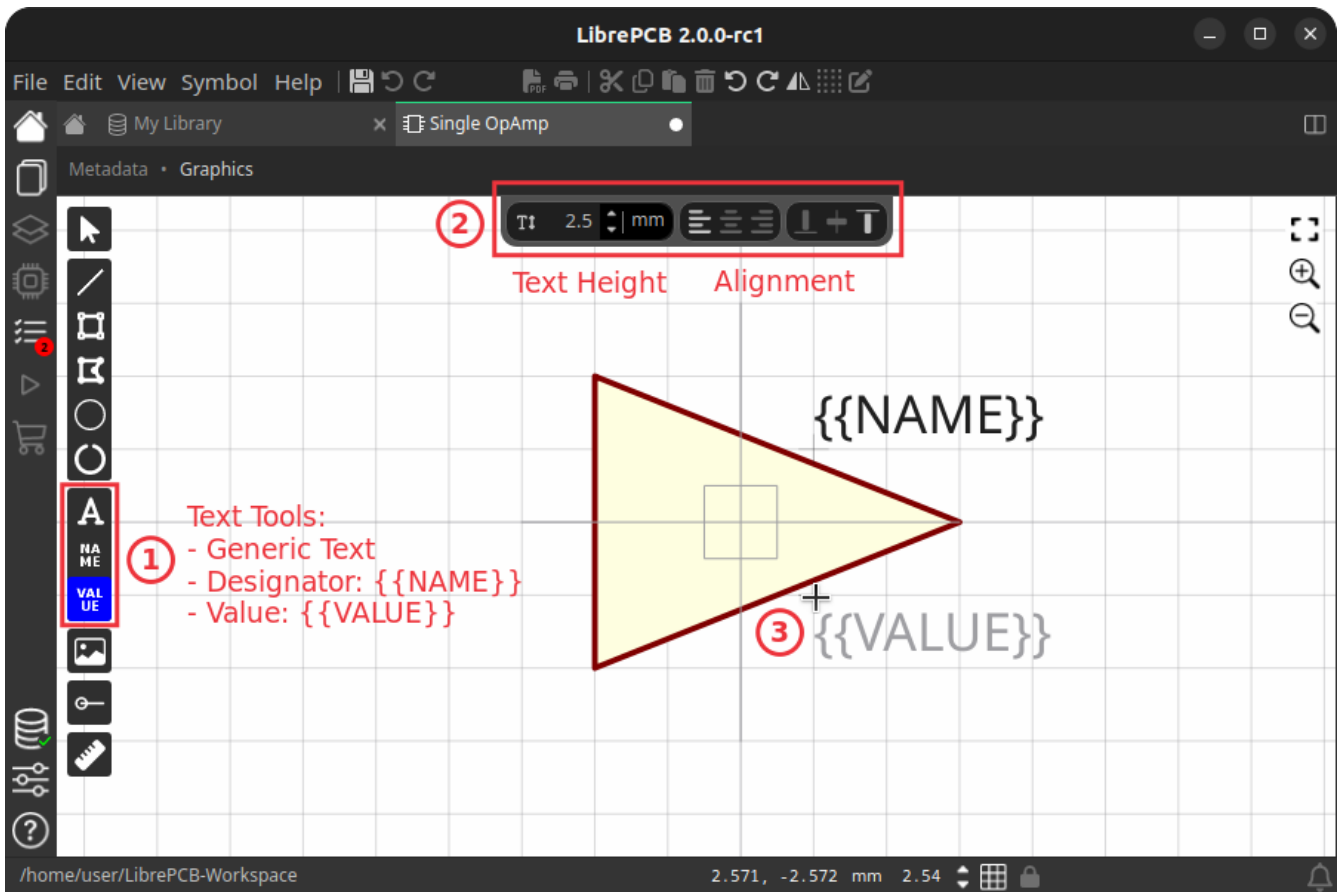 LibrePCB 2.0.0-rc1
File Edit View Symbol Help
PDF
My Library
Single OpAmp
Metadata • Graphics
2
2.5 mm
Text Height
Alignment
2
{{NAME}}
A
NA
ME
VAL
UE
1
Text Tools:
- Generic Text
- Designator: {{NAME}}
- Value: {{VALUE}}
3
{{VALUE}}
/home/user/LibrePCB-Workspace
2.571, -2.572 mm 2.54